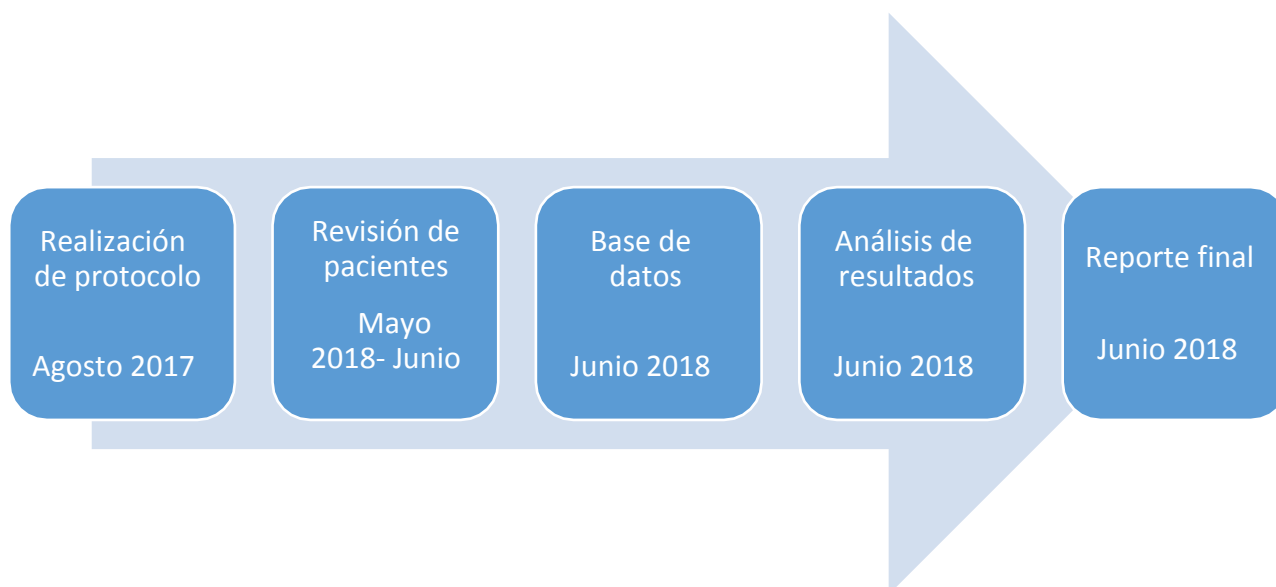 Realización
de protocolo
Agosto 2017
Revisión de
pacientes
Mayo
2018- Junio
Base de
datos
Junio 2018
Análisis de
resultados
Junio 2018
Reporte final
Junio 2018